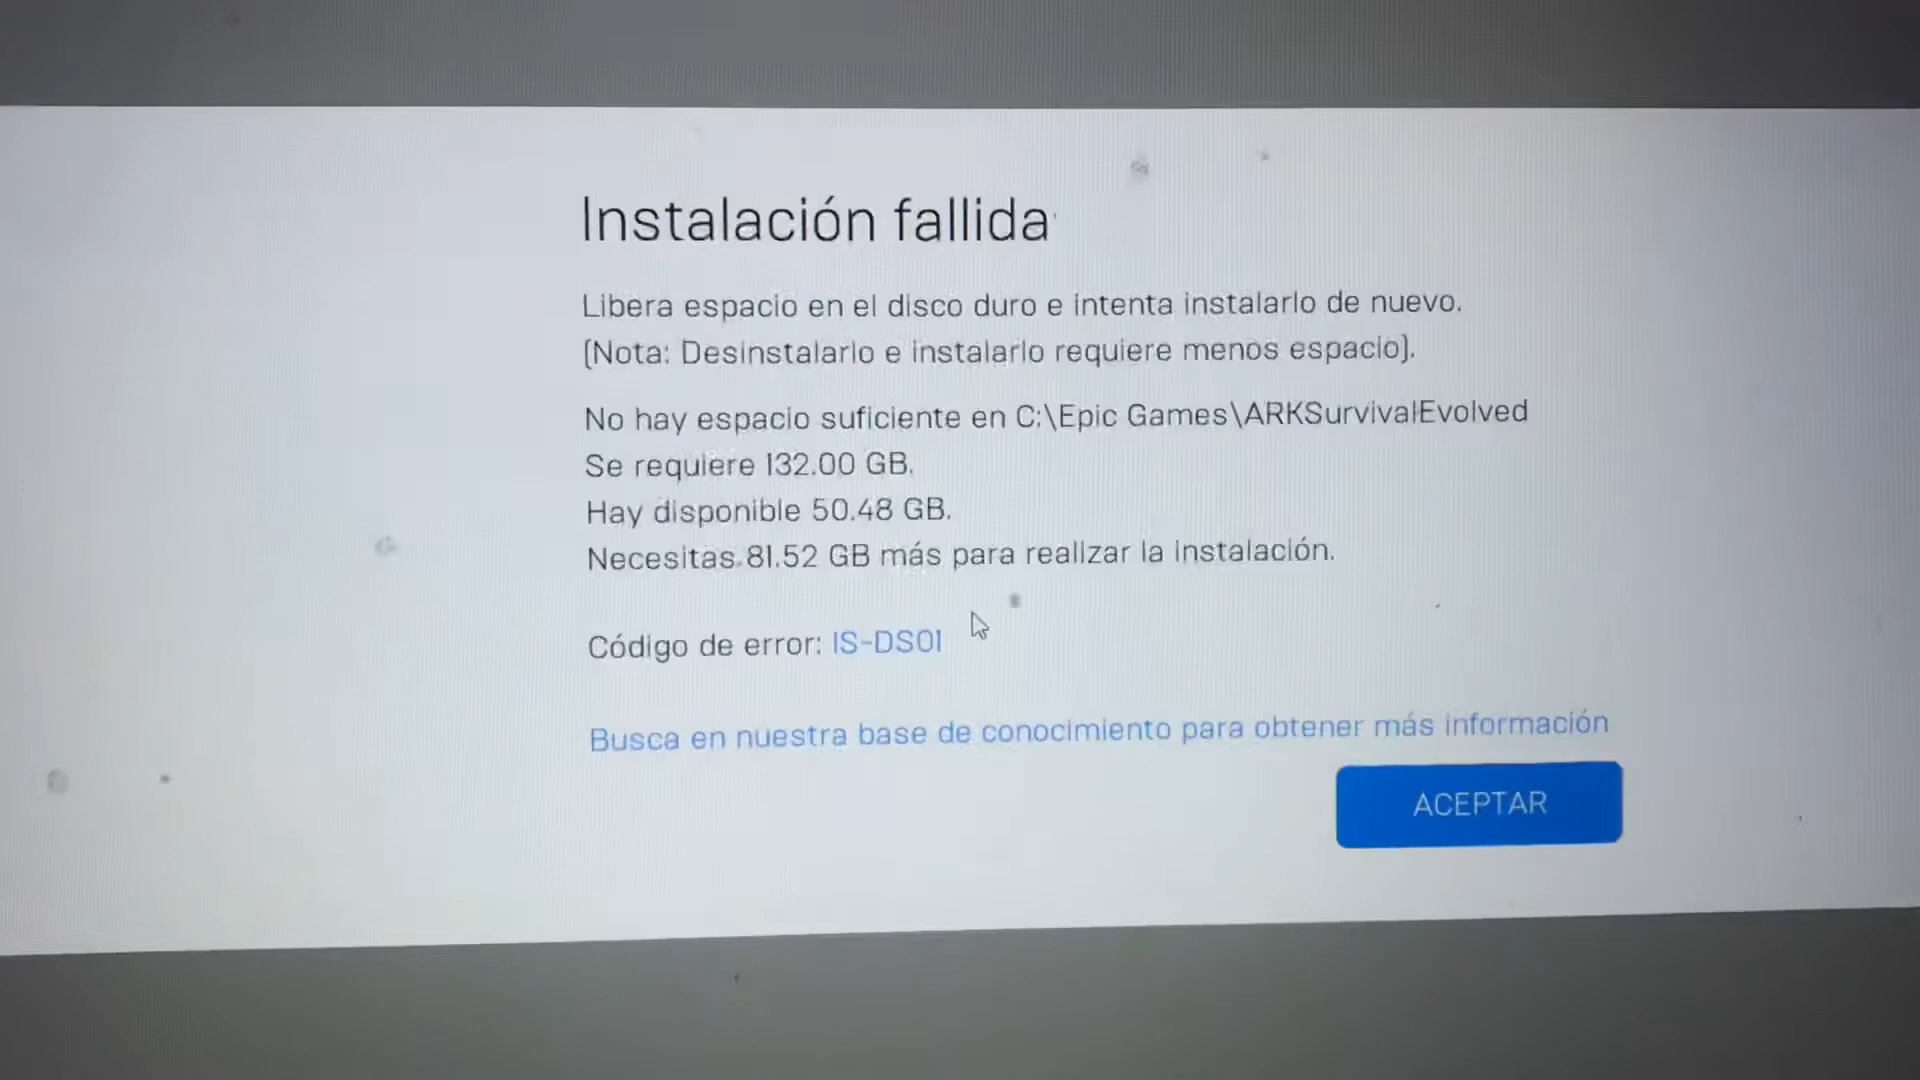 Instalación fallida
Libera espacio en el disco duro e intenta instalarlo de nuevo.
(Nota: Desinstalarlo e instalarlo requiere menos espacio).
No hay espacio suficiente en C:\Epic Games\ARKSurvivalEvolved
Se requiere 132.00 GB.
Hay disponible 50.48 GB.
Necesitas 81.52 GB más para realizar la instalación.
Código de error: IS-DS01
Busca en nuestra base de conocimiento para obtener más información
ACEPTAR